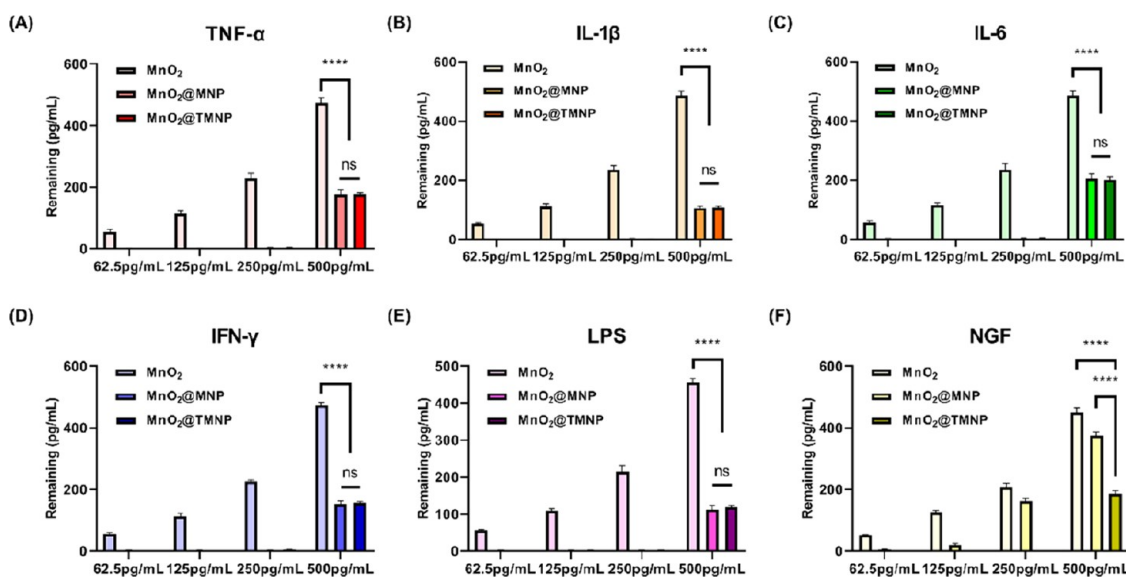 (A)
TNF-α
****
600
400
200
0
Remaining (pg/mL)
MnO₂
MnO₂@MNP
MnO₂@TMNP
ns
62.5pg/mL 125pg/mL 250pg/mL 500pg/mL
(B)
IL-1β
****
600
400
200
0
Remaining (pg/mL)
MnO₂
MnO₂@MNP
MnO₂@TMNP
ns
62.5pg/mL 125pg/mL 250pg/mL 500pg/mL
(C)
IL-6
****
600
400
200
0
Remaining (pg/mL)
MnO₂
MnO₂@MNP
MnO₂@TMNP
ns
62.5pg/mL 125pg/mL 250pg/mL 500pg/mL
(D)
IFN-γ
****
600
400
200
0
Remaining (pg/mL)
MnO₂
MnO₂@MNP
MnO₂@TMNP
ns
62.5pg/mL 125pg/mL 250pg/mL 500pg/mL
(E)
LPS
****
500
400
300
200
100
0
Remaining (pg/mL)
MnO₂
MnO₂@MNP
MnO₂@TMNP
ns
62.5pg/mL 125pg/mL 250pg/mL 500pg/mL
(F)
NGF
****
****
600
400
200
0
Remaining (pg/mL)
MnO₂
MnO₂@MNP
MnO₂@TMNP
62.5pg/mL 125pg/mL 250pg/mL 500pg/mL